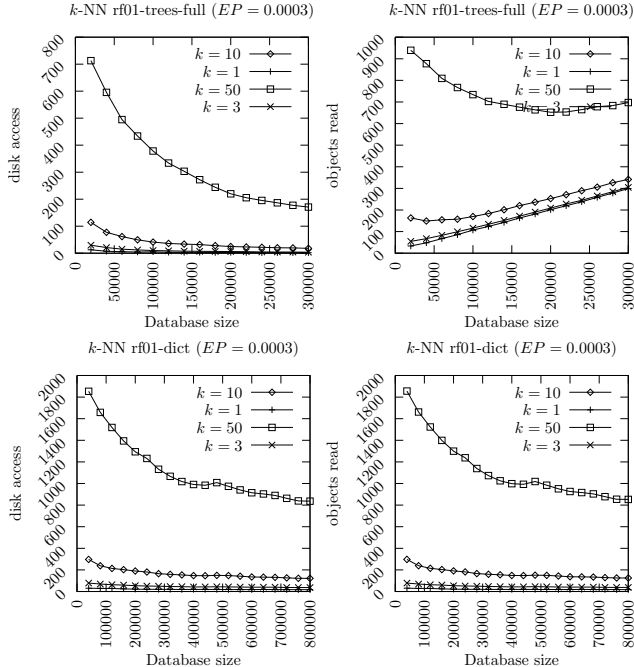 k-NN rf01-trees-full (EP = 0.0003)
disk access
800
700
600
500
400
300
200
100
0
k = 10
k = 1
k = 50
k = 3
0
50000
100000
150000
200000
250000
300000
Database size
k-NN rf01-trees-full (EP = 0.0003)
objects read
1000
900
800
700
600
500
400
300
200
100
0
k = 10
k = 1
k = 50
k = 3
0
50000
100000
150000
200000
250000
300000
Database size
k-NN rf01-dict (EP = 0.0003)
disk access
2000
1800
1600
1400
1200
1000
800
600
400
200
0
k = 10
k = 1
k = 50
k = 3
0
100000
200000
300000
400000
500000
600000
700000
800000
Database size
k-NN rf01-dict (EP = 0.0003)
objects read
2000
1800
1600
1400
1200
1000
800
600
400
200
0
k = 10
k = 1
k = 50
k = 3
0
100000
200000
300000
400000
500000
600000
700000
800000
Database size